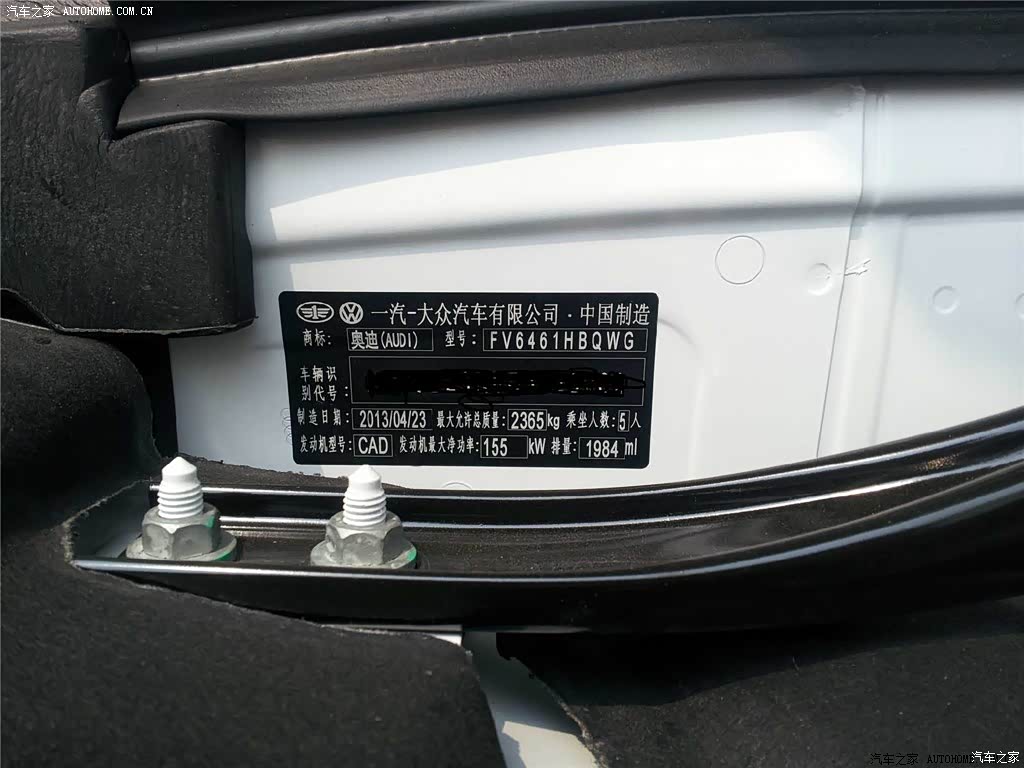 汽车之家 AUTOHOME.COM.CN
一汽-大众汽车有限公司·中国制造
商标: 奥迪(AUDI) 型号: FV6461HBQWG
车辆识
别代号:
制造日期: 2013/04/23 最大允许总质量: 2365kg 乘坐人数: 5人
发动机型号: CAD 发动机最大净功率: 155 kW 排量: 1984 ml
汽车之家 AUTOHOME 汽车之家